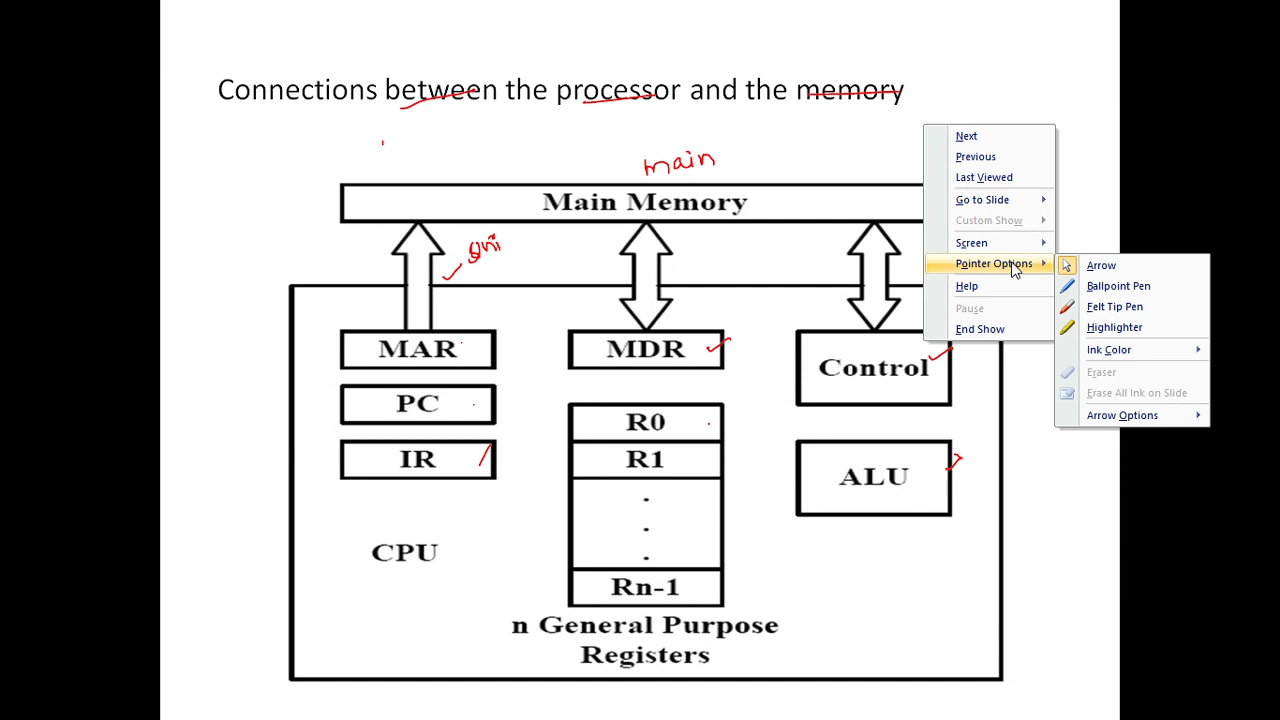 Connections between the processor and the memory
main
Main Memory
MAR
MDR
Control
PC
R0
IR
R1
ALU
.
.
.
CPU
Rn-1
n General Purpose
Registers
Next
Previous
Last Viewed
Go to Slide
Custom Show
Screen
Pointer Options
Help
Pause
End Show
Arrow
Ballpoint Pen
Felt Tip Pen
Highlighter
Ink Color
Eraser
Erase All Ink on Slide
Arrow Options